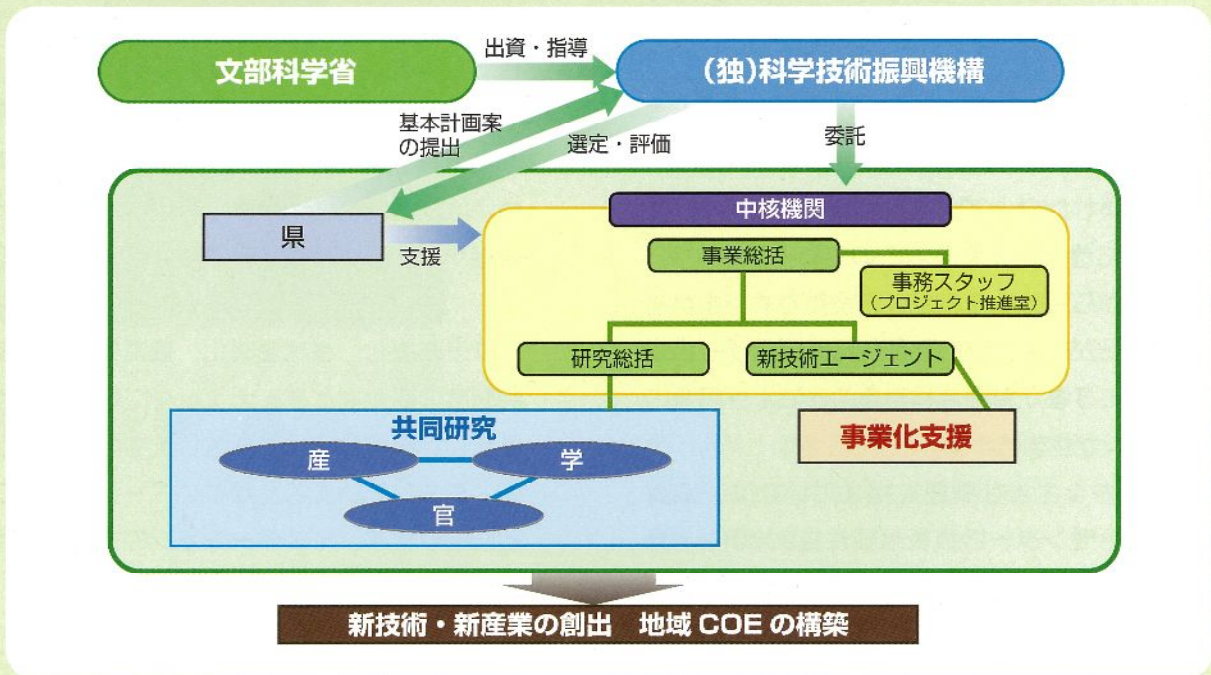 文部科学省
出資・指導
(独)科学技術振興機構
基本計画案
の提出
選定・評価
委託
県
支援
中核機関
事業総括
事務スタッフ
(プロジェクト推進室)
研究総括
新技術エージェント
共同研究
産
学
官
事業化支援
新技術・新産業の創出 地域 COE の構築